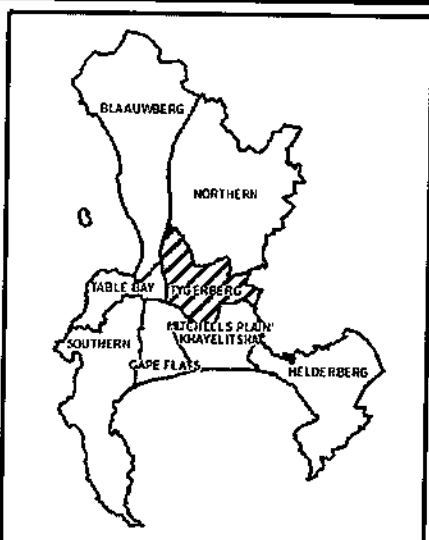 BLAAUWBERG
NORTHERN
TABLE BAY
TYGERBERG
MITCHELLS PLAIN/
KHAYELITSHA
SOUTHERN
CAPE FLATS
HELDERBERG